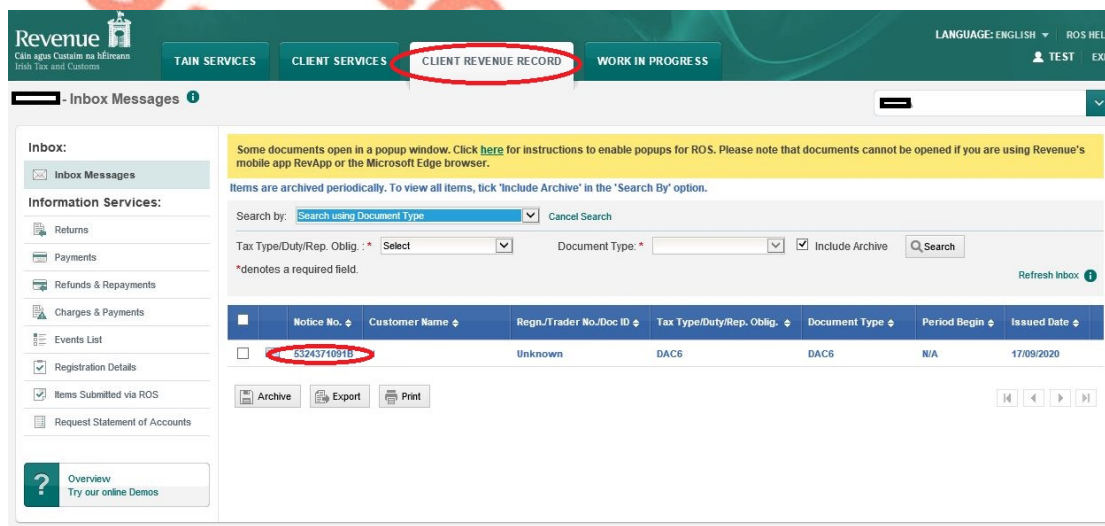 Revenue
Cáin agus Custaim na hÉireann
Irish Tax and Customs
TAIN SERVICES
CLIENT SERVICES
CLIENT REVENUE RECORD
WORK IN PROGRESS
LANGUAGE: ENGLISH
ROS HEL
TEST
EX
- Inbox Messages
Inbox:
Inbox Messages
Information Services:
Returns
Payments
Refunds & Repayments
Charges & Payments
Events List
Registration Details
Items Submitted via ROS
Request Statement of Accounts
?
Overview
Try our online Demos
Some documents open in a popup window. Click here for instructions to enable popups for ROS. Please note that documents cannot be opened if you are using Revenue's
mobile app RevApp or the Microsoft Edge browser.
Items are archived periodically. To view all items, tick 'Include Archive' in the 'Search By' option.
Search by: Search using Document Type Cancel Search
Tax Type/Duty/Rep. Oblig. : * Select Document Type: * Include Archive Search
*denotes a required field.
Refresh Inbox
Notice No. Customer Name Regn./Trader No./Doc ID Tax Type/Duty/Rep. Oblig. Document Type Period Begin Issued Date
5324371091B Unknown DAC6 DAC6 N/A 17/09/2020
Archive Export Print